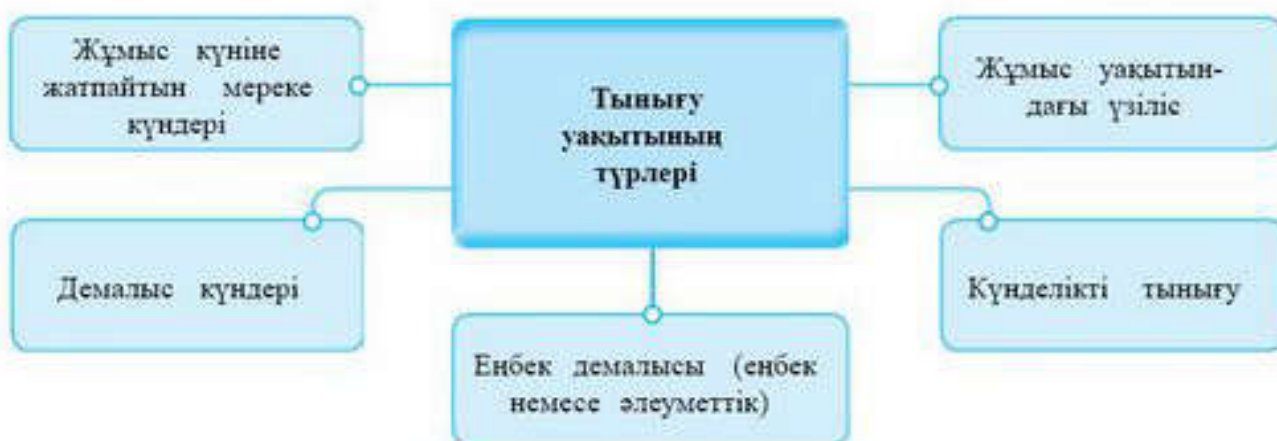 Жұмыс күніне
жатпайтын мереке
күндері
Тынығу
уақытының
түрлері
Жұмыс уақытын-
дағы үзіліс
Демалыс күндері
Күнделікті тынығу
Еңбек демалысы (еңбек
немесе әлеуметтік)